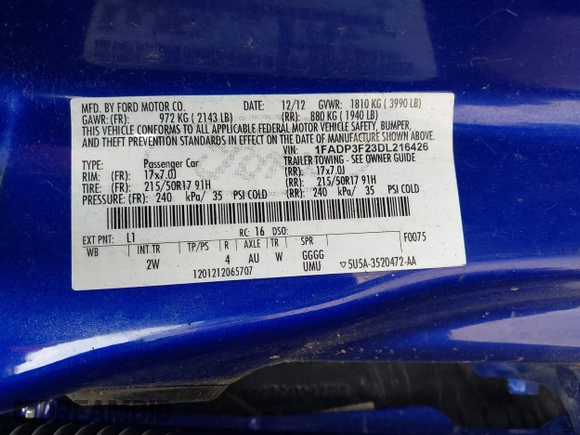 MFD. BY FORD MOTOR CO. DATE: 12/12 GVWR: 1810 KG ( 3990 LB)
GAWR: (FR) 972 KG ( 2143 LB) (RR): 880 KG ( 1940 LB)
THIS VEHICLE CONFORMS TO ALL APPLICABLE FEDERAL MOTOR VEHICLE SAFETY, BUMPER,
AND THEFT PREVENTION STANDARDS IN EFFECT ON THE DATE OF MANUFACTURE SHOWN ABOVE.
VIN: 1FADP3F23DL216426
TYPE: Passenger Car TRAILER TOWING - SEE OWNER GUIDE
RIM: (FR) 17x7.0J (RR): 17x7.0J
TIRE: (FR) 215/50R17 91H (RR) 215/50R17 91H
PRESSURE: (FR) 240 kPa/ 35 PSI COLD (RR) 240 kPa/ 35 PSI COLD
EXT PNT: L1 RC: 16 DSO: F0075
WB INT TR TP/PS R AXLE TR SPR
2W 4 AU W GGGG
UMU ▽5U5A-3520472-AA
1201212065707